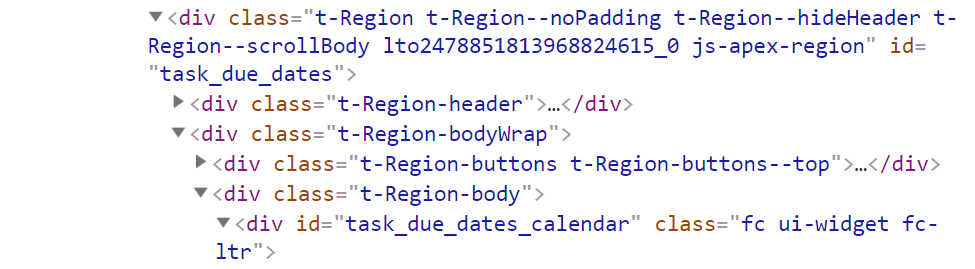 ▼<div class="t-Region t-Region--noPadding t-Region--hideHeader t-
Region--scrollBody lto2478851813968824615_0 js-apex-region" id=
"task_due_dates">
▶<div class="t-Region-header">…</div>
▼<div class="t-Region-bodyWrap">
▶<div class="t-Region-buttons t-Region-buttons--top">…</div>
▼<div class="t-Region-body">
▼<div id="task_due_dates_calendar" class="fc ui-widget fc-
ltr">